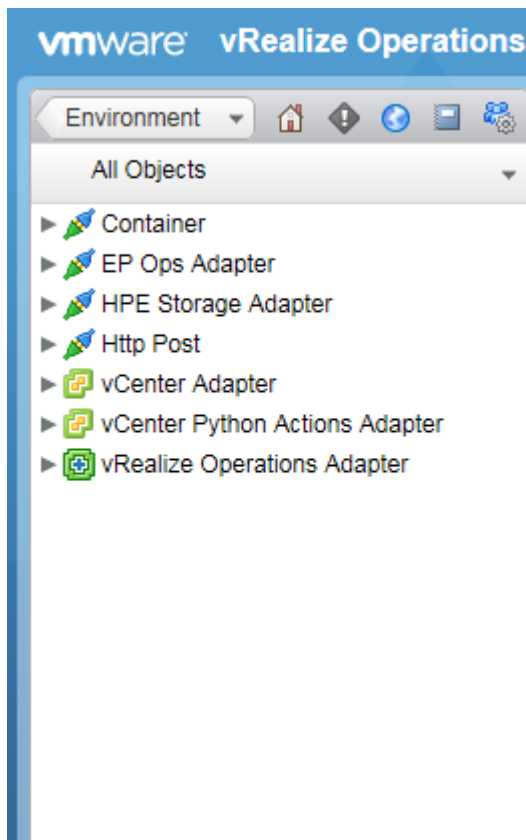 vmware vRealize Operations
Environment
All Objects
Container
EP Ops Adapter
HPE Storage Adapter
Http Post
vCenter Adapter
vCenter Python Actions Adapter
vRealize Operations Adapter